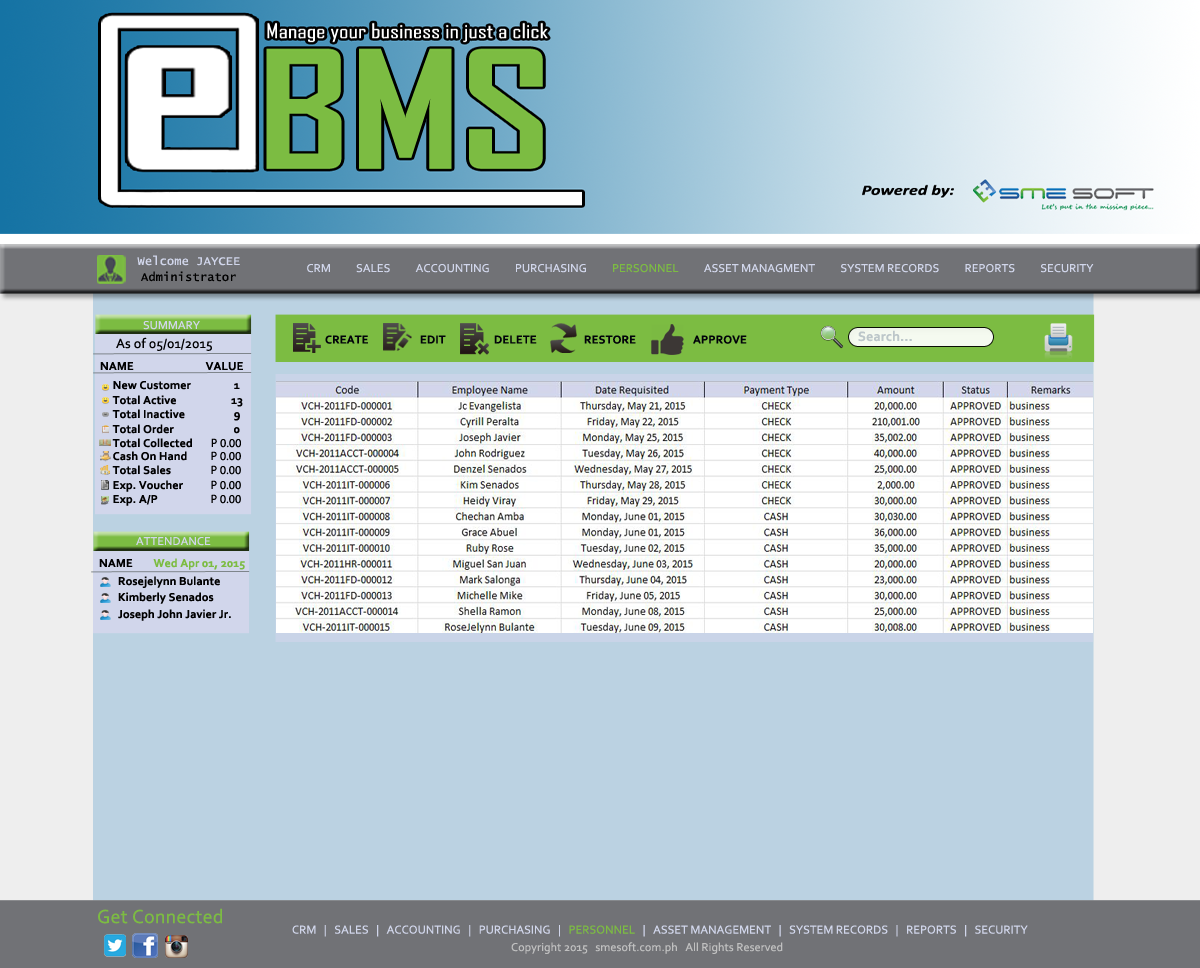 Manage your business in just a click
eBMS
Powered by: SME SOFT
Let's put in the missing piece...
Welcome JAYCEE
Administrator
CRM SALES ACCOUNTING PURCHASING PERSONNEL ASSET MANAGMENT SYSTEM RECORDS REPORTS SECURITY
SUMMARY
As of 05/01/2015
NAME VALUE
New Customer 1
Total Active 13
Total Inactive 9
Total Order 0
Total Collected P 0.00
Cash On Hand P 0.00
Total Sales P 0.00
Exp. Voucher P 0.00
Exp. A/P P 0.00
ATTENDANCE
NAME Wed Apr 01, 2015
Rosejelynn Bulante
Kimberly Senados
Joseph John Javier Jr.
CREATE EDIT DELETE RESTORE APPROVE Search...
Code Employee Name Date Requisited Payment Type Amount Status Remarks
VCH-2011FD-000001 Jc Evangelista Thursday, May 21, 2015 CHECK 20,000.00 APPROVED business
VCH-2011FD-000002 Cyrill Peralta Friday, May 22, 2015 CHECK 210,001.00 APPROVED business
VCH-2011FD-000003 Joseph Javier Monday, May 25, 2015 CHECK 35,002.00 APPROVED business
VCH-2011ACCT-000004 John Rodriguez Tuesday, May 26, 2015 CHECK 40,000.00 APPROVED business
VCH-2011ACCT-000005 Denzel Senados Wednesday, May 27, 2015 CHECK 25,000.00 APPROVED business
VCH-2011IT-000006 Kim Senados Thursday, May 28, 2015 CHECK 2,000.00 APPROVED business
VCH-2011IT-000007 Heidy Viray Friday, May 29, 2015 CHECK 30,000.00 APPROVED business
VCH-2011IT-000008 Chechan Amba Monday, June 01, 2015 CASH 30,030.00 APPROVED business
VCH-2011IT-000009 Grace Abuel Monday, June 01, 2015 CASH 36,000.00 APPROVED business
VCH-2011IT-000010 Ruby Rose Tuesday, June 02, 2015 CASH 35,000.00 APPROVED business
VCH-2011HR-000011 Miguel San Juan Wednesday, June 03, 2015 CASH 20,000.00 APPROVED business
VCH-2011FD-000012 Mark Salonga Thursday, June 04, 2015 CASH 23,000.00 APPROVED business
VCH-2011FD-000013 Michelle Mike Friday, June 05, 2015 CASH 30,000.00 APPROVED business
VCH-2011ACCT-000014 Shella Ramon Monday, June 08, 2015 CASH 25,000.00 APPROVED business
VCH-2011IT-000015 RoseJelynn Bulante Tuesday, June 09, 2015 CASH 30,008.00 APPROVED business
Get Connected
CRM | SALES | ACCOUNTING | PURCHASING | PERSONNEL | ASSET MANAGEMENT | SYSTEM RECORDS | REPORTS | SECURITY
Copyright 2015 smesoft.com.ph All Rights Reserved